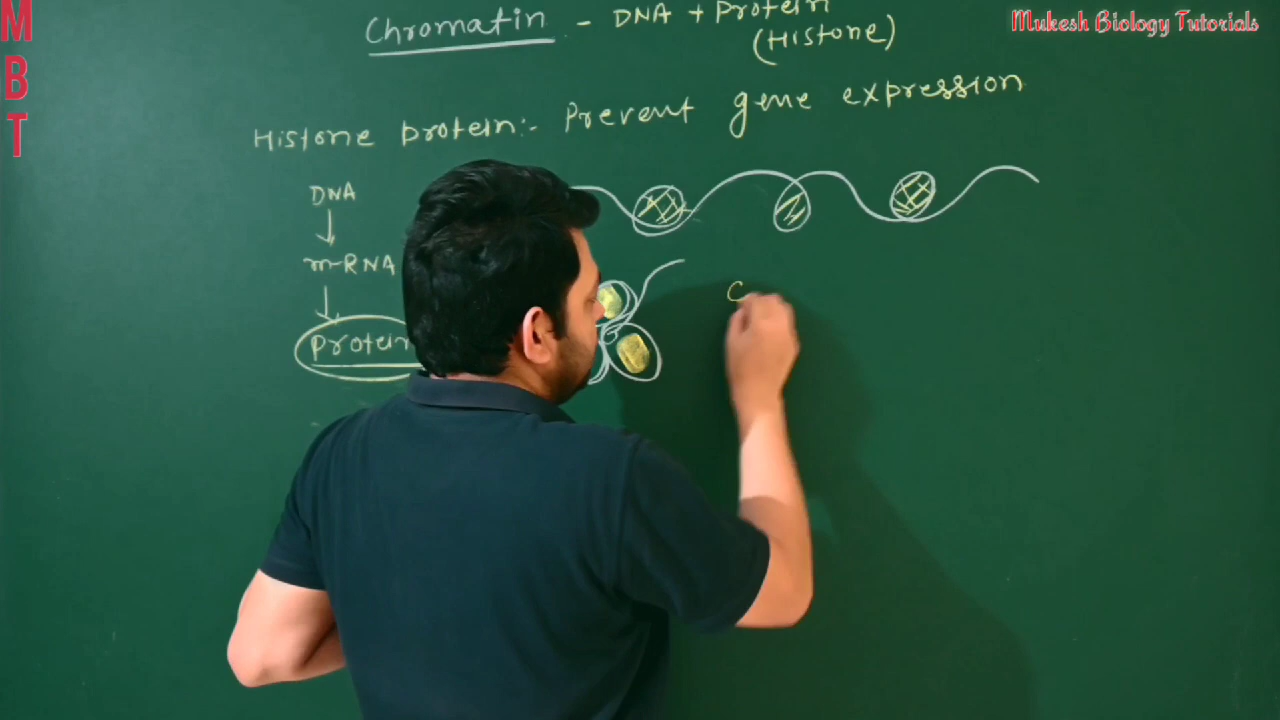 M
B
T
Mukesh Biology Tutorials
Chromatin - DNA + Protein
(Histone)
Histone protein:- Prevent gene expression
DNA
m-RNA
Protein
C